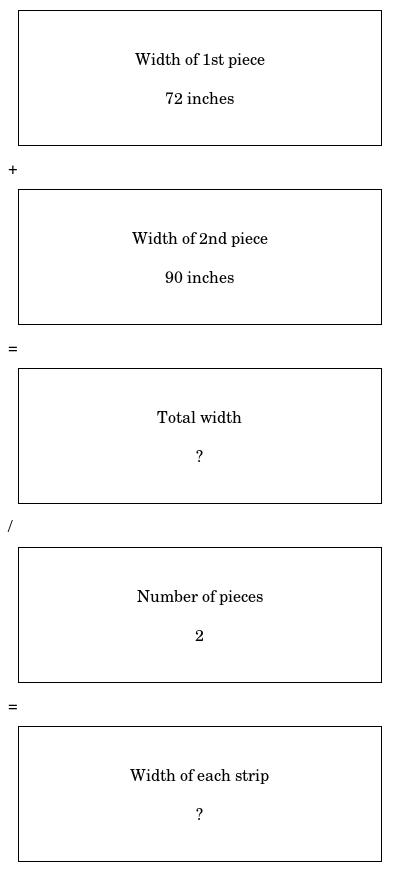 Width of 1st piece
72 inches
+
Width of 2nd piece
90 inches
=
Total width
?
/
Number of pieces
2
=
Width of each strip
?